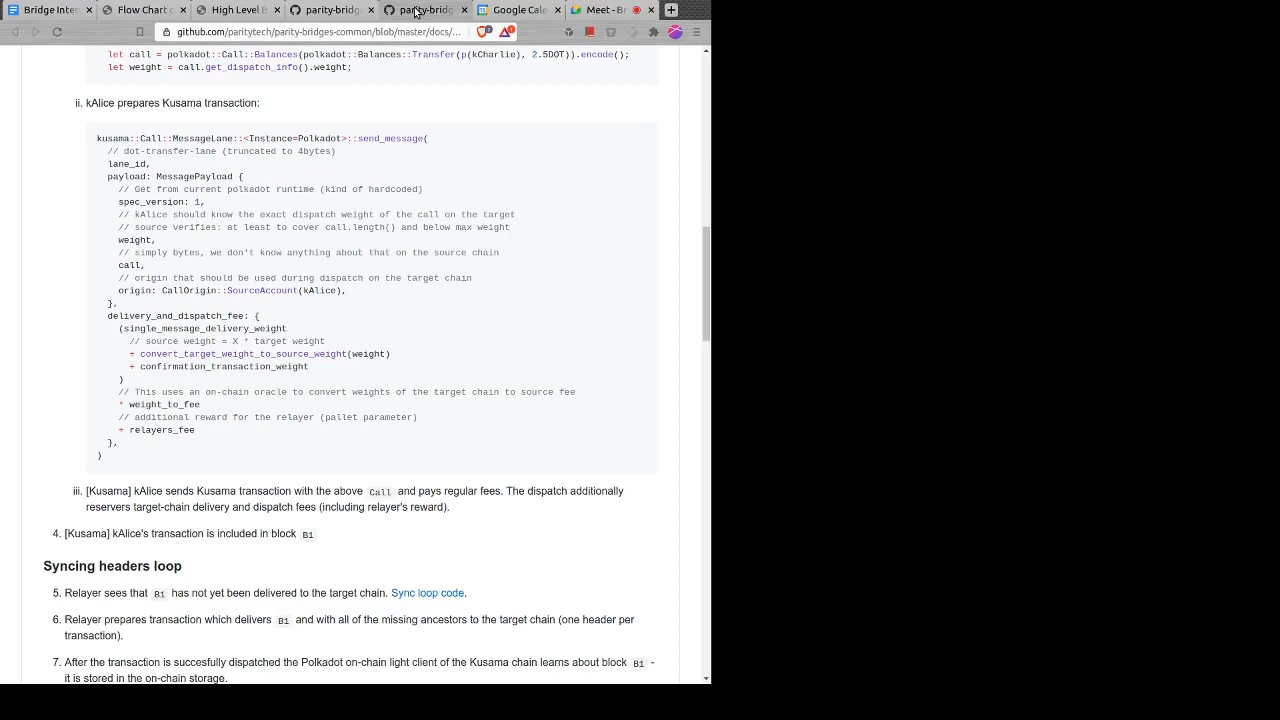 Bridge Inter
Flow Chart o
High Level B
parity-bridg
parity-bridg
Google Cale
Meet - Br
github.com/paritytech/parity-bridges-common/blob/master/docs/...
let call = polkadot::Call::Balances(polkadot::Balances::Transfer(p(kCharlie), 2.5DOT)).encode();
let weight = call.get_dispatch_info().weight;
ii. kAlice prepares Kusama transaction:
kusama::Call::MessageLane::<Instance=Polkadot>::send_message(
// dot-transfer-lane (truncated to 4bytes)
lane_id,
payload: MessagePayload {
// Get from current polkadot runtime (kind of hardcoded)
spec_version: 1,
// kAlice should know the exact dispatch weight of the call on the target
// source verifies: at least to cover call.length() and below max weight
weight,
// simply bytes, we don't know anything about that on the source chain
call,
// origin that should be used during dispatch on the target chain
origin: CallOrigin::SourceAccount(kAlice),
},
delivery_and_dispatch_fee: {
(single_message_delivery_weight
// source weight = X * target weight
+ convert_target_weight_to_source_weight(weight)
+ confirmation_transaction_weight
)
// This uses an on-chain oracle to convert weights of the target chain to source fee
* weight_to_fee
// additional reward for the relayer (pallet parameter)
+ relayers_fee
},
)
iii. [Kusama] kAlice sends Kusama transaction with the above Call and pays regular fees. The dispatch additionally
reservers target-chain delivery and dispatch fees (including relayer's reward).
4. [Kusama] kAlice's transaction is included in block B1
Syncing headers loop
5. Relayer sees that B1 has not yet been delivered to the target chain. Sync loop code.
6. Relayer prepares transaction which delivers B1 and with all of the missing ancestors to the target chain (one header per
transaction).
7. After the transaction is succesfully dispatched the Polkadot on-chain light client of the Kusama chain learns about block B1 -
it is stored in the on-chain storage.